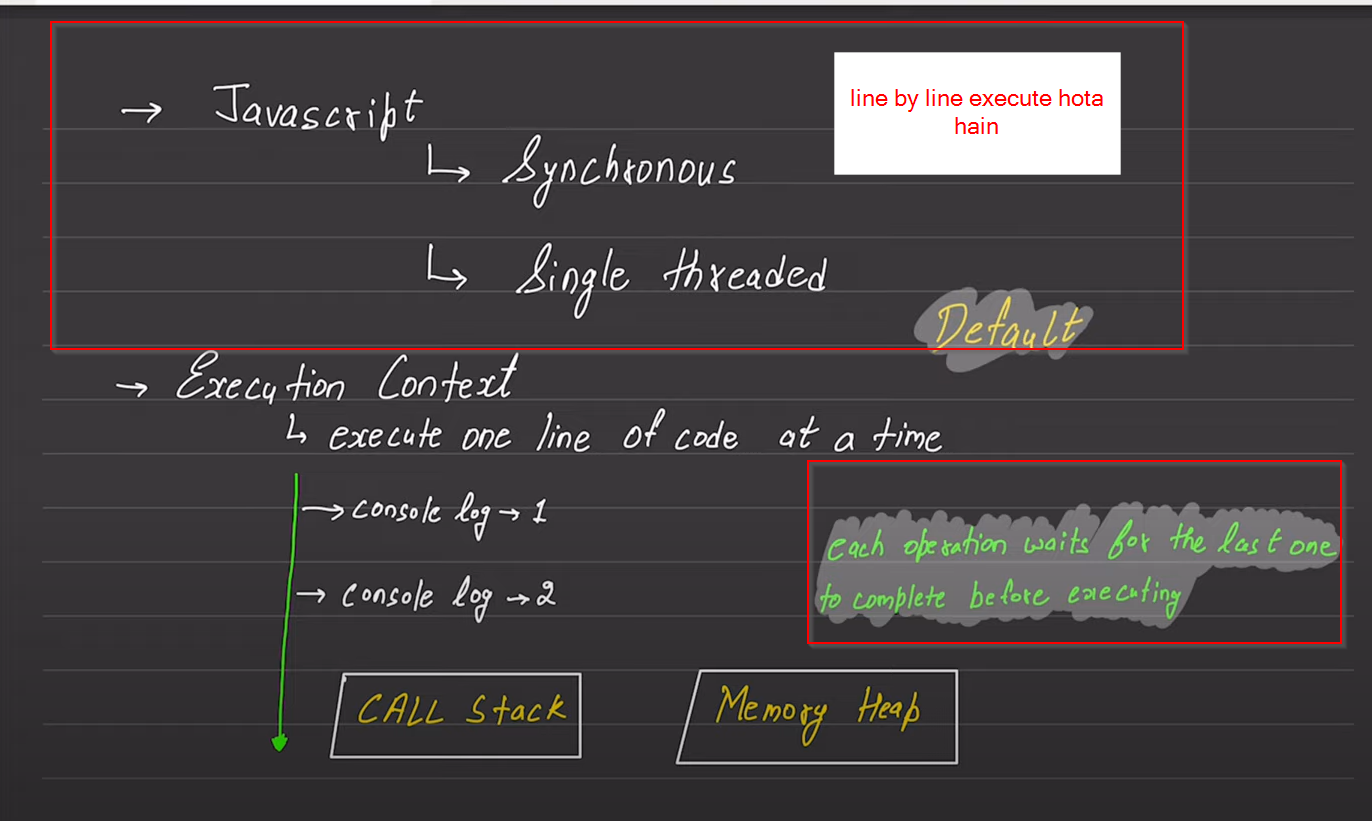 → Javascript
line by line execute hota
hain
↳ Synchronous
↳ Single threaded
Default
→ Execution Context
↳ execute one line of code at a time
→ console log → 1
each operation waits for the last one
→ console log → 2
to complete before executing
CALL Stack
Memory Heap